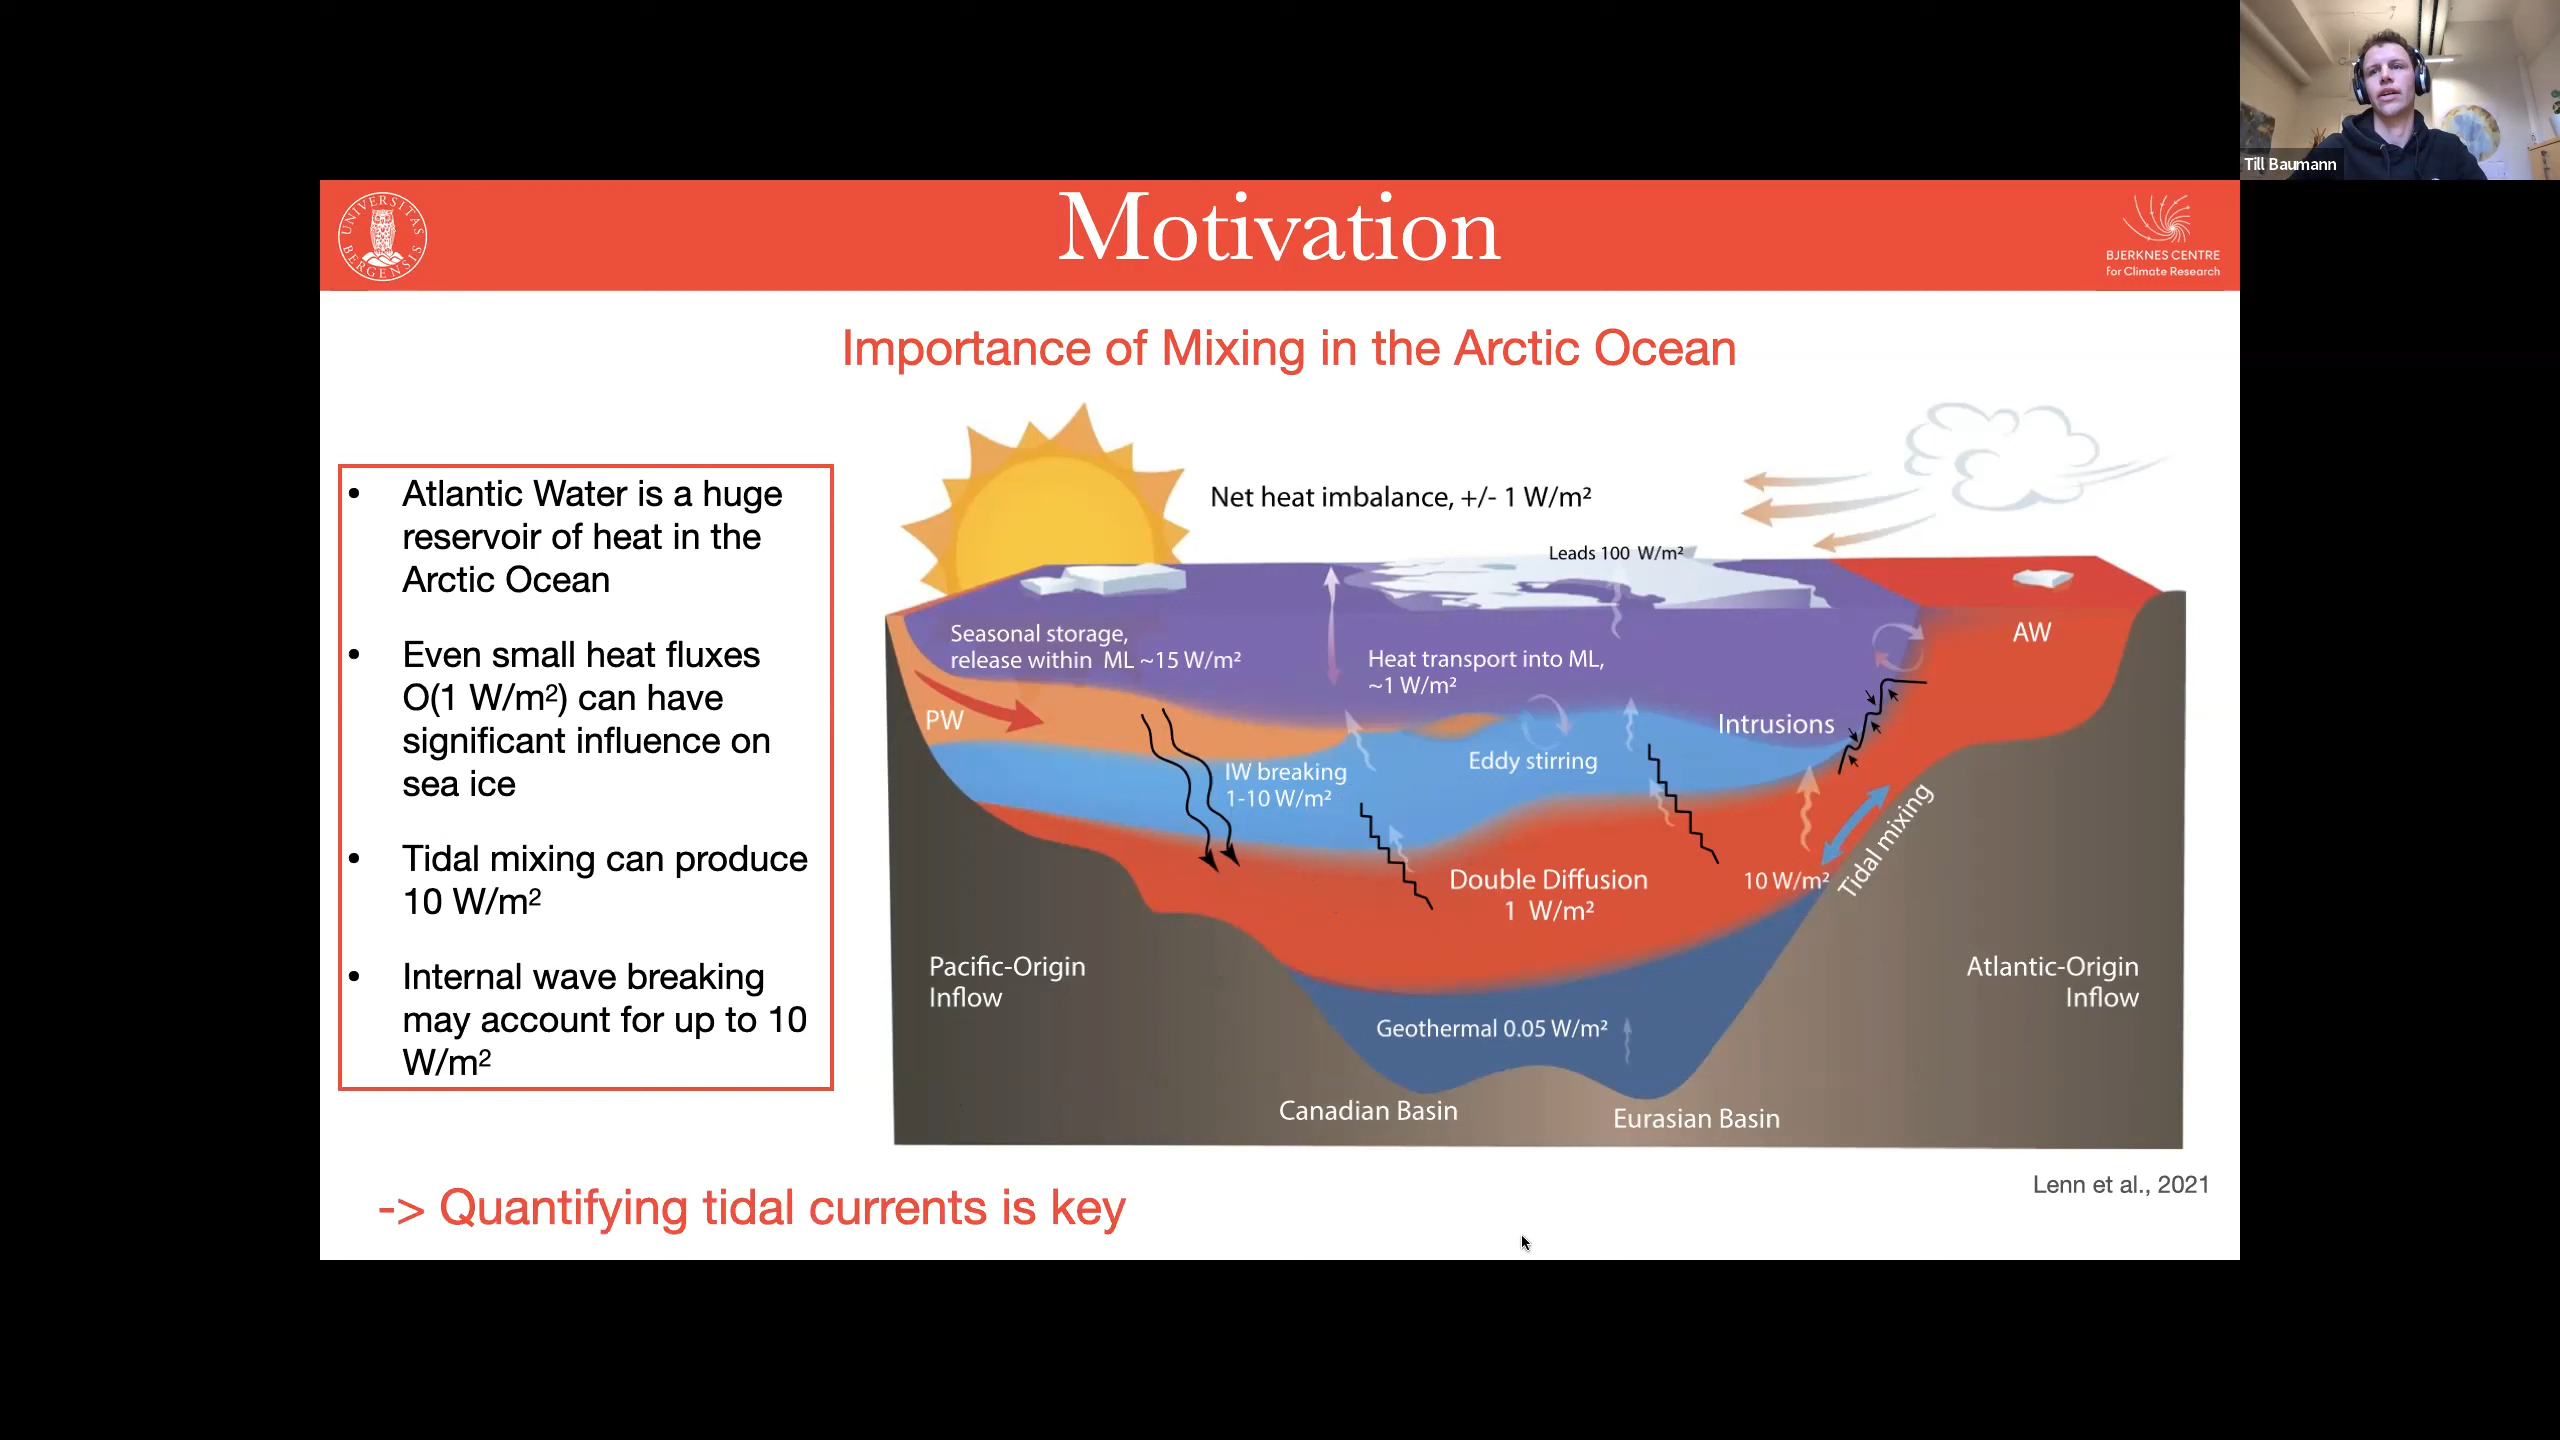 Till Baumann
UNIVERSITAS
BERGENSIS
Motivation
BJERKNES CENTRE
for Climate Research
Importance of Mixing in the Arctic Ocean
• Atlantic Water is a huge
reservoir of heat in the
Arctic Ocean
• Even small heat fluxes
O(1 W/m²) can have
significant influence on
sea ice
• Tidal mixing can produce
10 W/m²
• Internal wave breaking
may account for up to 10
W/m²
Net heat imbalance, +/- 1 W/m²
Leads 100 W/m²
Seasonal storage,
release within ML ~15 W/m²
Heat transport into ML,
~1 W/m²
AW
PW
Intrusions
IW breaking
1-10 W/m²
Eddy stirring
Tidal mixing
Double Diffusion
1 W/m²
10 W/m²
Pacific-Origin
Inflow
Atlantic-Origin
Inflow
Geothermal 0.05 W/m²
Canadian Basin
Eurasian Basin
Lenn et al., 2021
-> Quantifying tidal currents is key